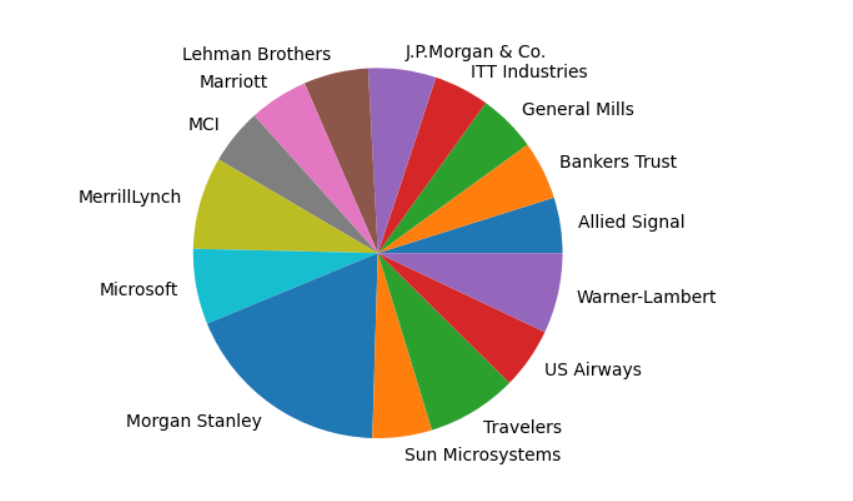 Lehman Brothers
J.P.Morgan & Co.
ITT Industries
Marriott
General Mills
MCI
Bankers Trust
MerrillLynch
Allied Signal
Microsoft
Warner-Lambert
US Airways
Morgan Stanley
Travelers
Sun Microsystems